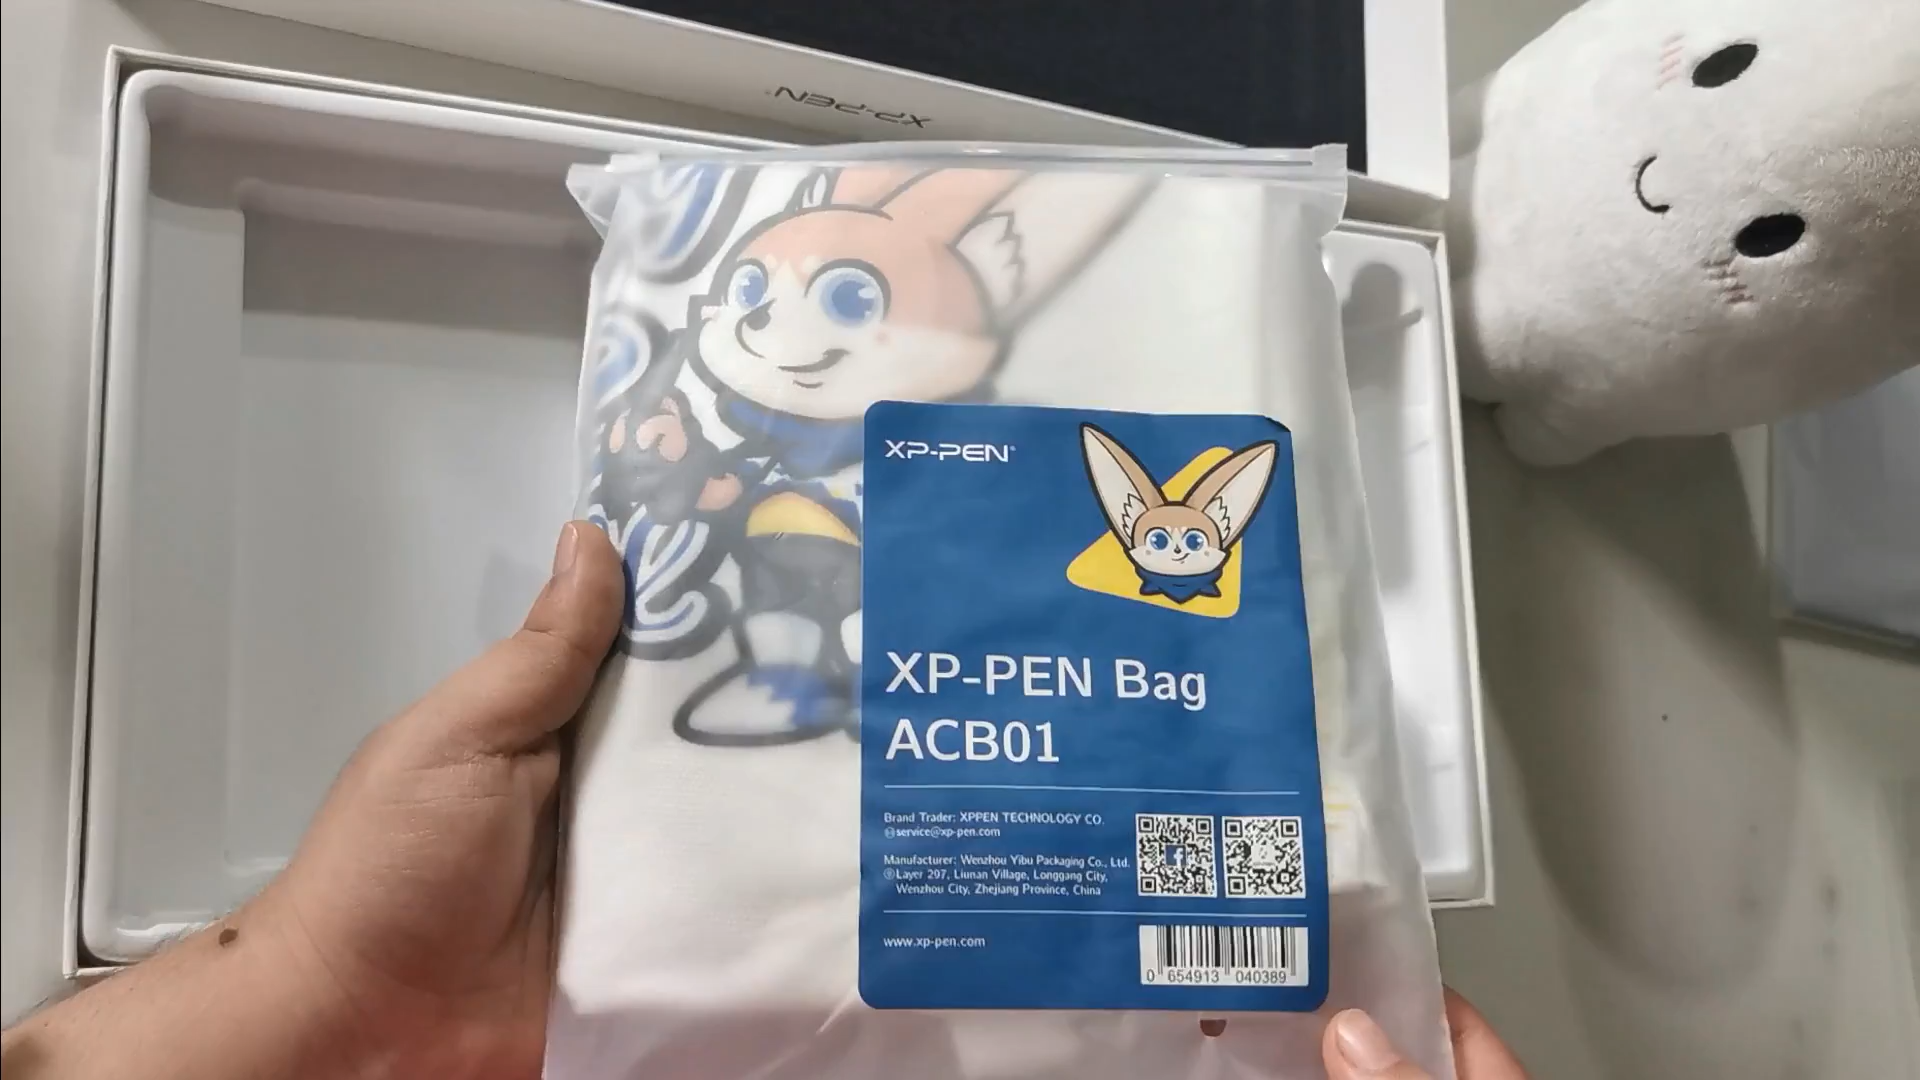 XP-PEN®
XP-PEN®
XP-PEN Bag
ACB01
Brand Trader: XPPEN TECHNOLOGY CO.
service@xp-pen.com
Manufacturer: Wenzhou Yibu Packaging Co., Ltd.
Layer 297, Liunan Village, Longgang City,
Wenzhou City, Zhejiang Province, China
www.xp-pen.com
0 654913 040389